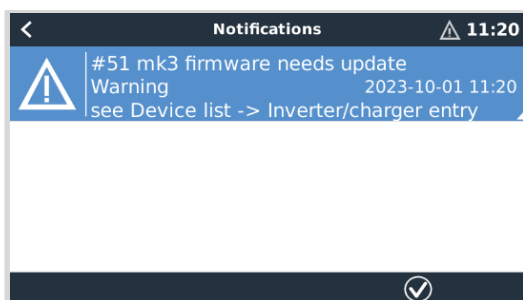 Notifications
11:20
#51 mk3 firmware needs update
Warning
2023-10-01 11:20
see Device list -> Inverter/charger entry